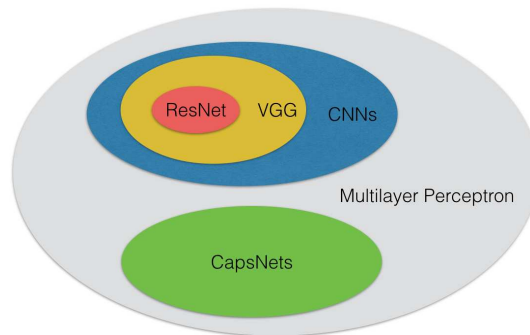 ResNet
VGG
CNNs
Multilayer Perceptron
CapsNets